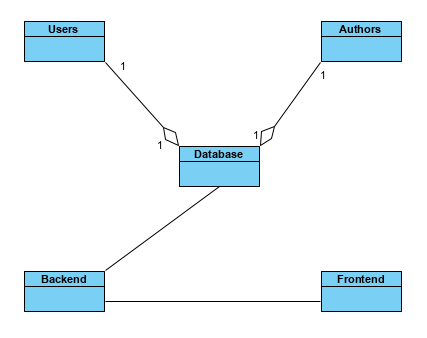 Users
Authors
1
1
1
1
Database
Backend
Frontend